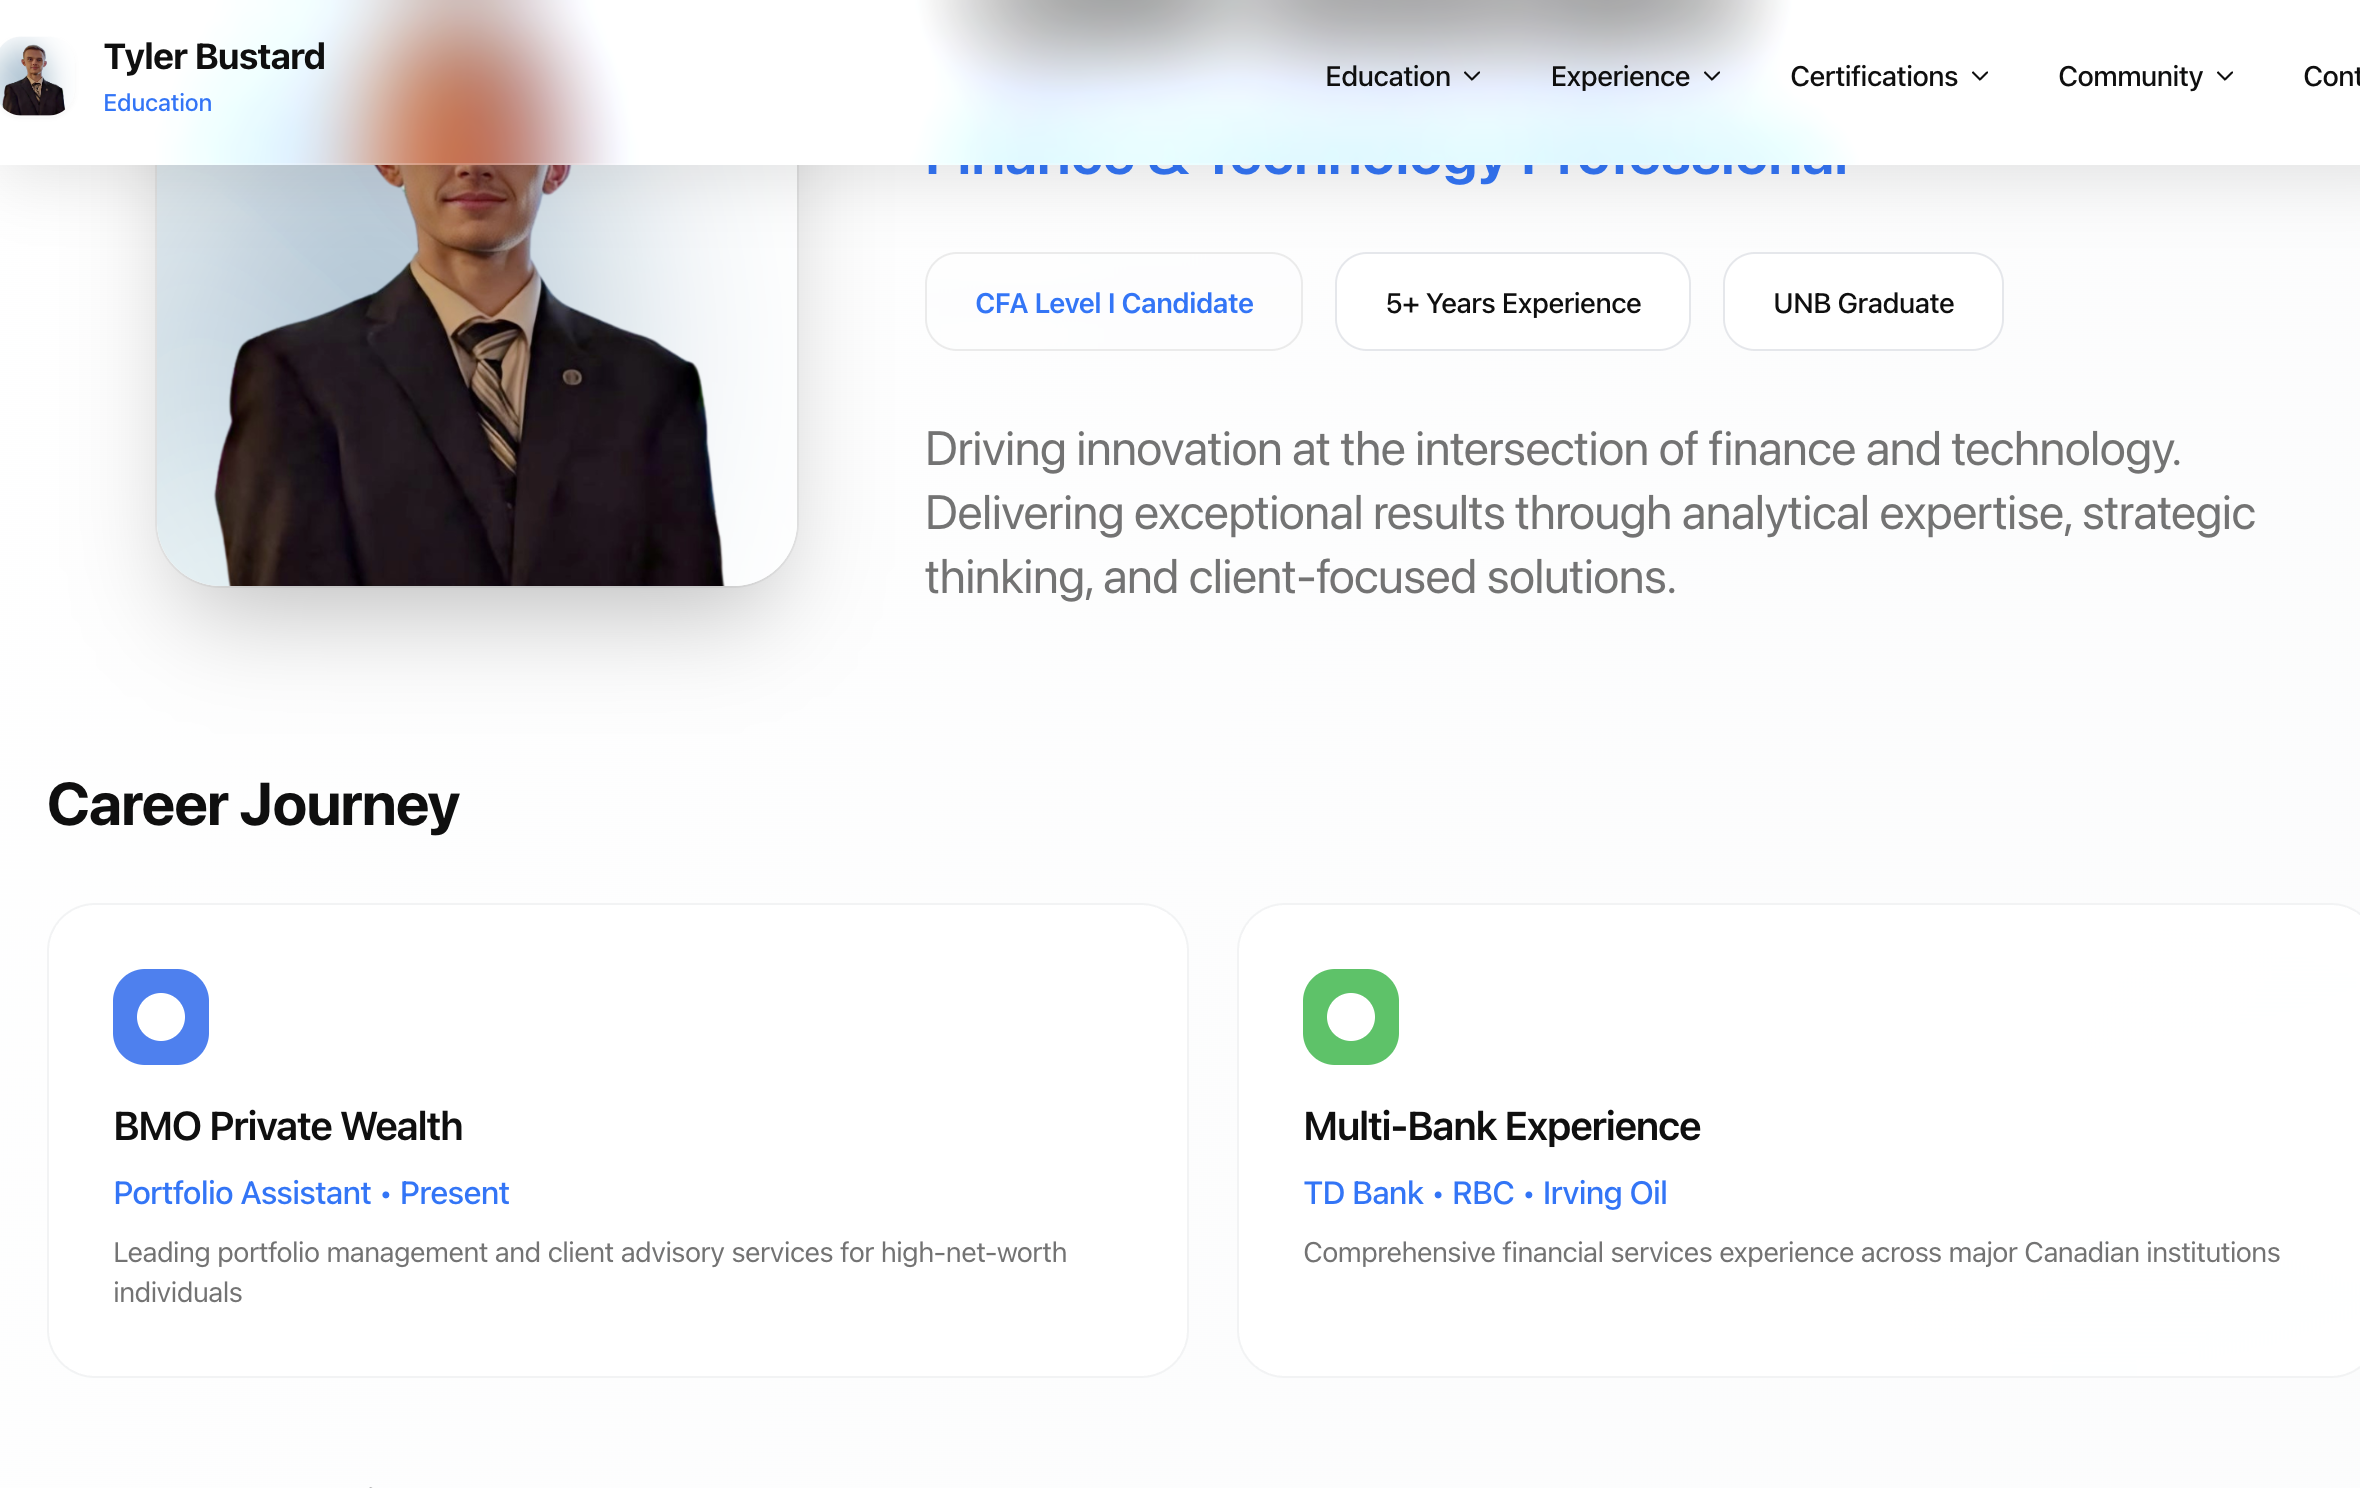 Tyler Bustard
Education
Education
Experience
Certifications
Community
Cont
Finance & Technology Professional
CFA Level I Candidate
5+ Years Experience
UNB Graduate
Driving innovation at the intersection of finance and technology.
Delivering exceptional results through analytical expertise, strategic
thinking, and client-focused solutions.
Career Journey
BMO Private Wealth
Portfolio Assistant • Present
Leading portfolio management and client advisory services for high-net-worth
individuals
Multi-Bank Experience
TD Bank • RBC • Irving Oil
Comprehensive financial services experience across major Canadian institutions